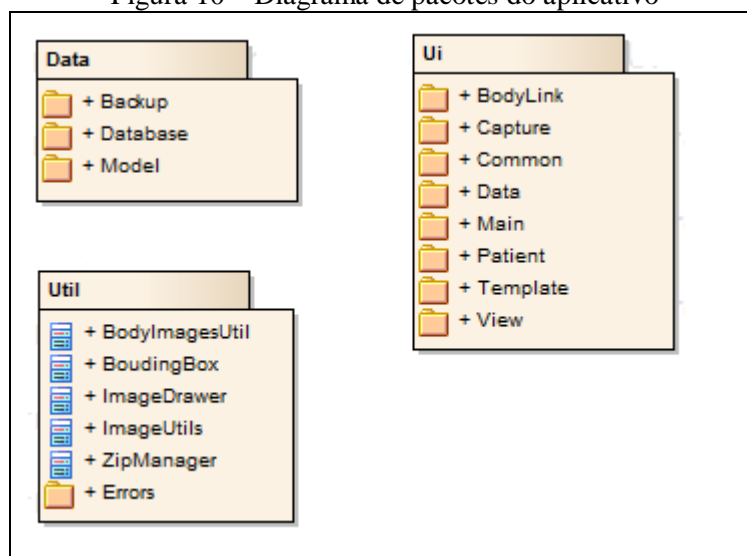 Figura – Diagrama de pacotes do aplicativo
Data
+ Backup
+ Database
+ Model
Ui
+ BodyLink
+ Capture
+ Common
+ Data
+ Main
+ Patient
+ Template
+ View
Util
+ BodyImagesUtil
+ BoudingBox
+ ImageDrawer
+ ImageUtils
+ ZipManager
+ Errors